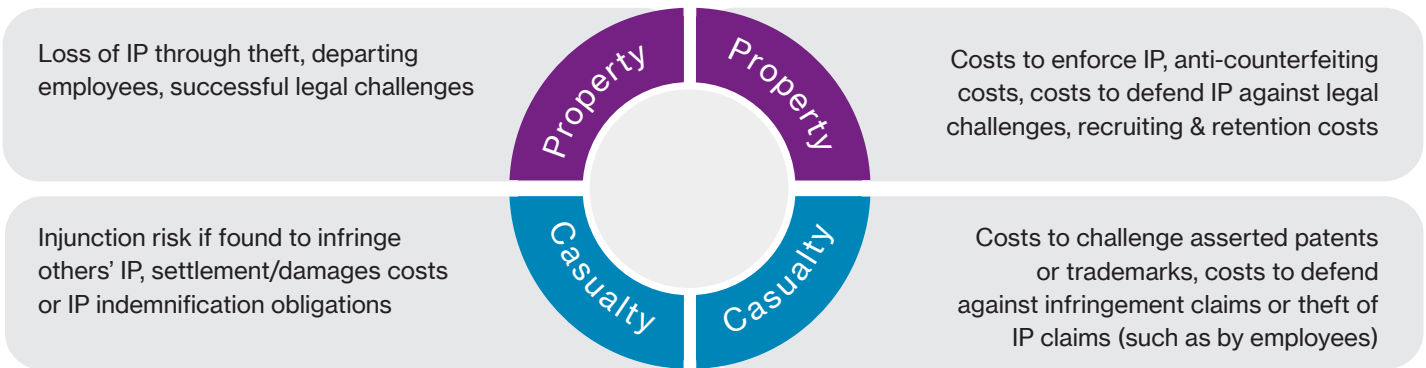 Loss of IP through theft, departing
employees, successful legal challenges
Property
Property
Costs to enforce IP, anti-counterfeiting
costs, costs to defend IP against legal
challenges, recruiting & retention costs
Injunction risk if found to infringe
others’ IP, settlement/damages costs
or IP indemnification obligations
Casualty
Casualty
Costs to challenge asserted patents
or trademarks, costs to defend
against infringement claims or theft of
IP claims (such as by employees)